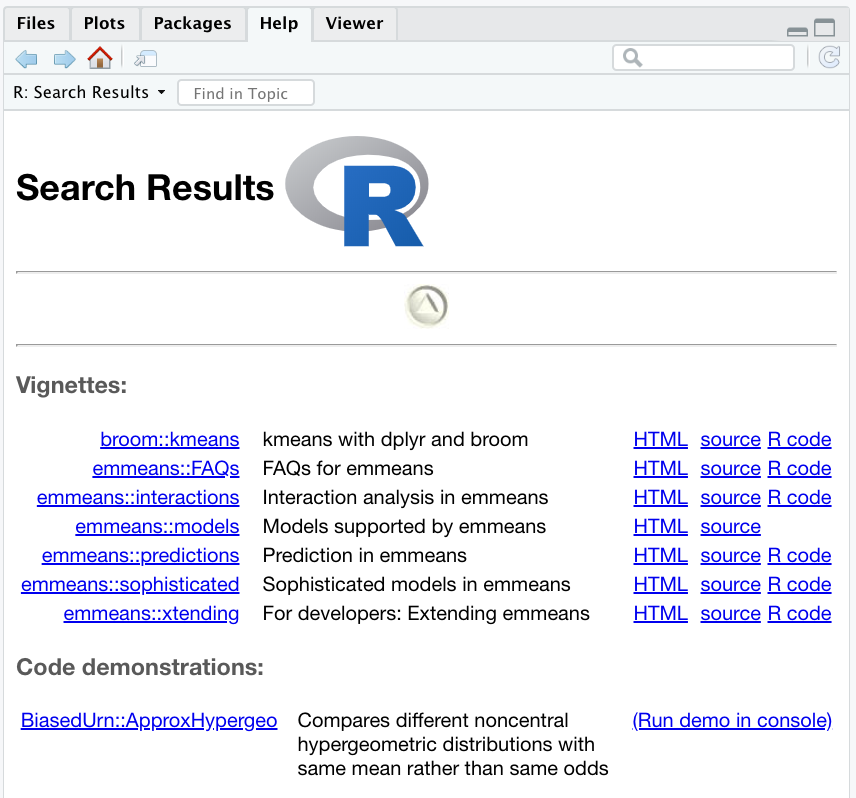 Files Plots Packages Help Viewer
R: Search Results Find in Topic
Search Results R
Vignettes:
broom::kmeans kmeans with dplyr and broom HTML source R code
emmeans::FAQs FAQs for emmeans HTML source R code
emmeans::interactions Interaction analysis in emmeans HTML source R code
emmeans::models Models supported by emmeans HTML source
emmeans::predictions Prediction in emmeans HTML source R code
emmeans::sophisticated Sophisticated models in emmeans HTML source R code
emmeans::xtending For developers: Extending emmeans HTML source R code
Code demonstrations:
BiasedUrn::ApproxHypergeo Compares different noncentral (Run demo in console)
hypergeometric distributions with
same mean rather than same odds